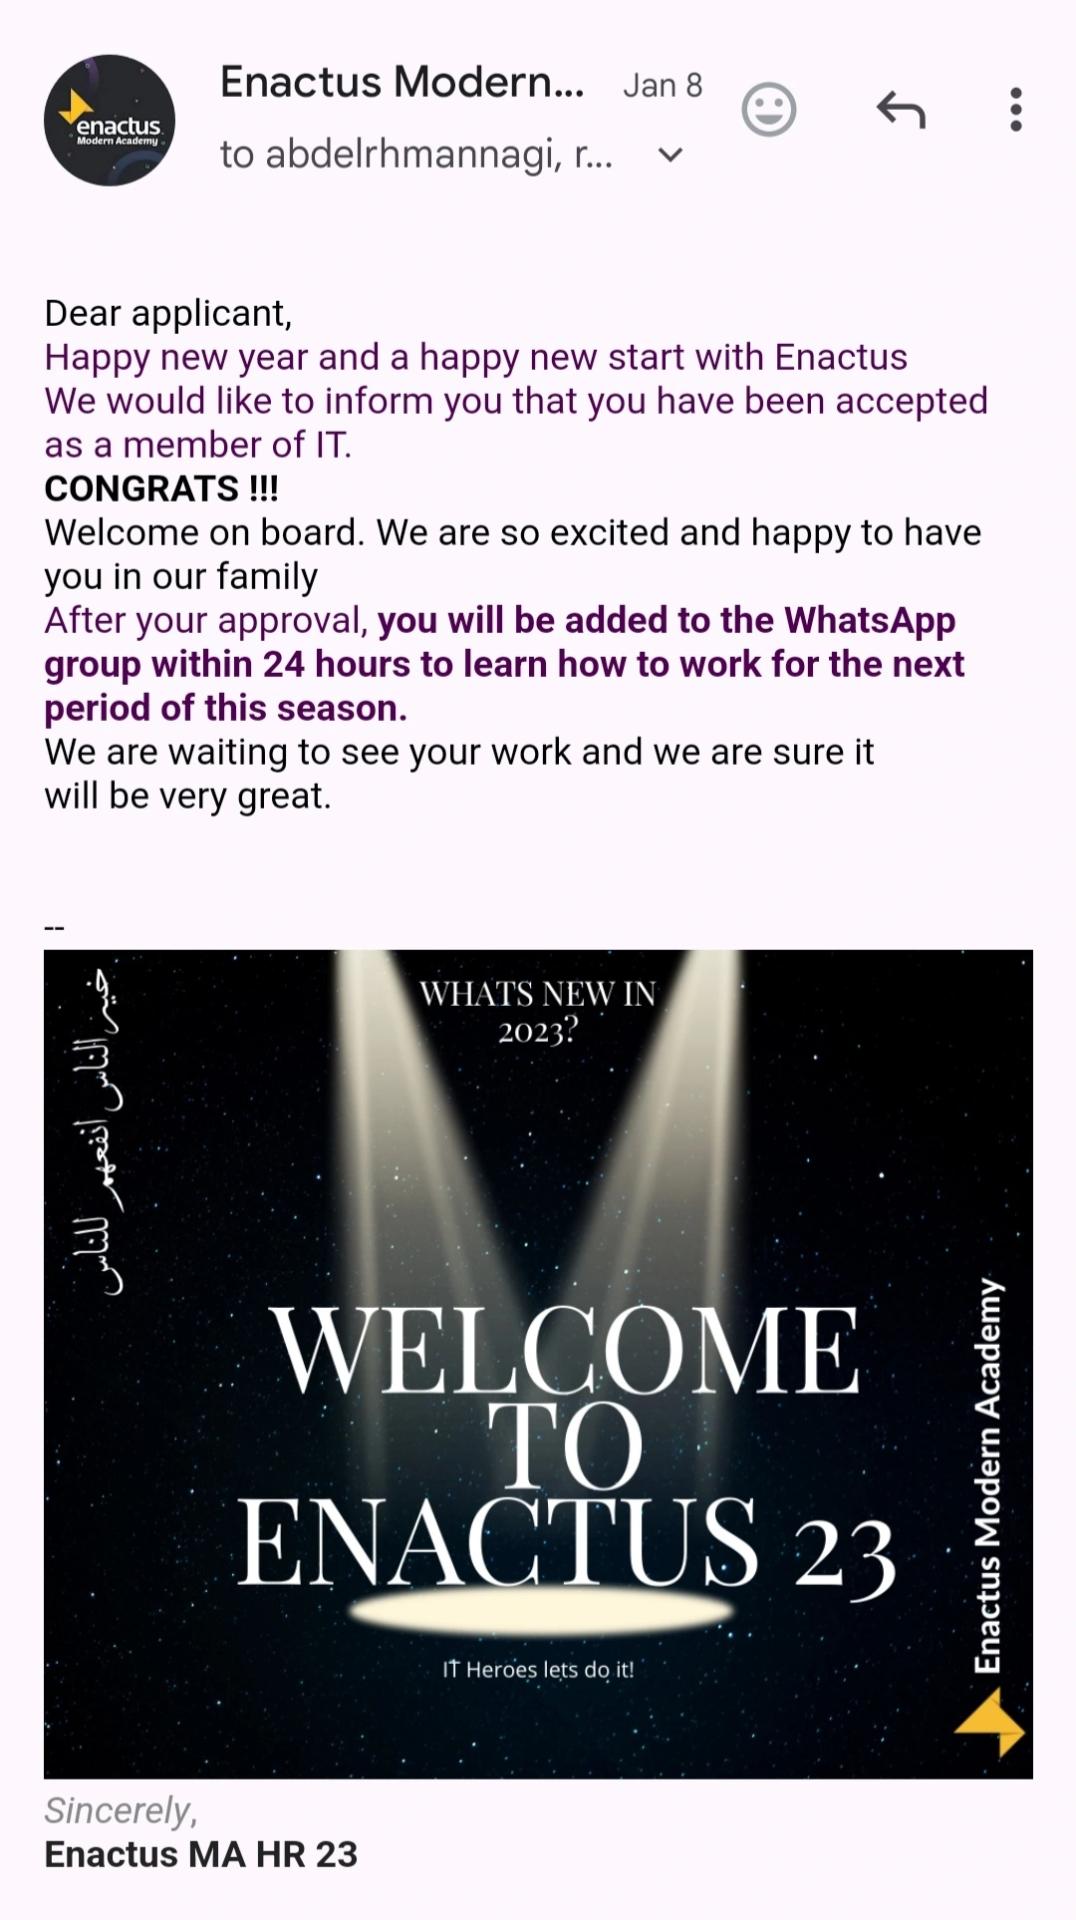 Enactus Modern... Jan 8
to abdelrhmannagi, r...
enactus
Modern Academy
Dear applicant,
Happy new year and a happy new start with Enactus
We would like to inform you that you have been accepted
as a member of IT.
CONGRATS !!!
Welcome on board. We are so excited and happy to have
you in our family
After your approval, you will be added to the WhatsApp
group within 24 hours to learn how to work for the next
period of this season.
We are waiting to see your work and we are sure it
will be very great.
--
خير الناس انفعهم للناس
WHATS NEW IN
2023?
WELCOME
TO
ENACTUS 23
IT Heroes lets do it!
Enactus Modern Academy
Sincerely,
Enactus MA HR 23